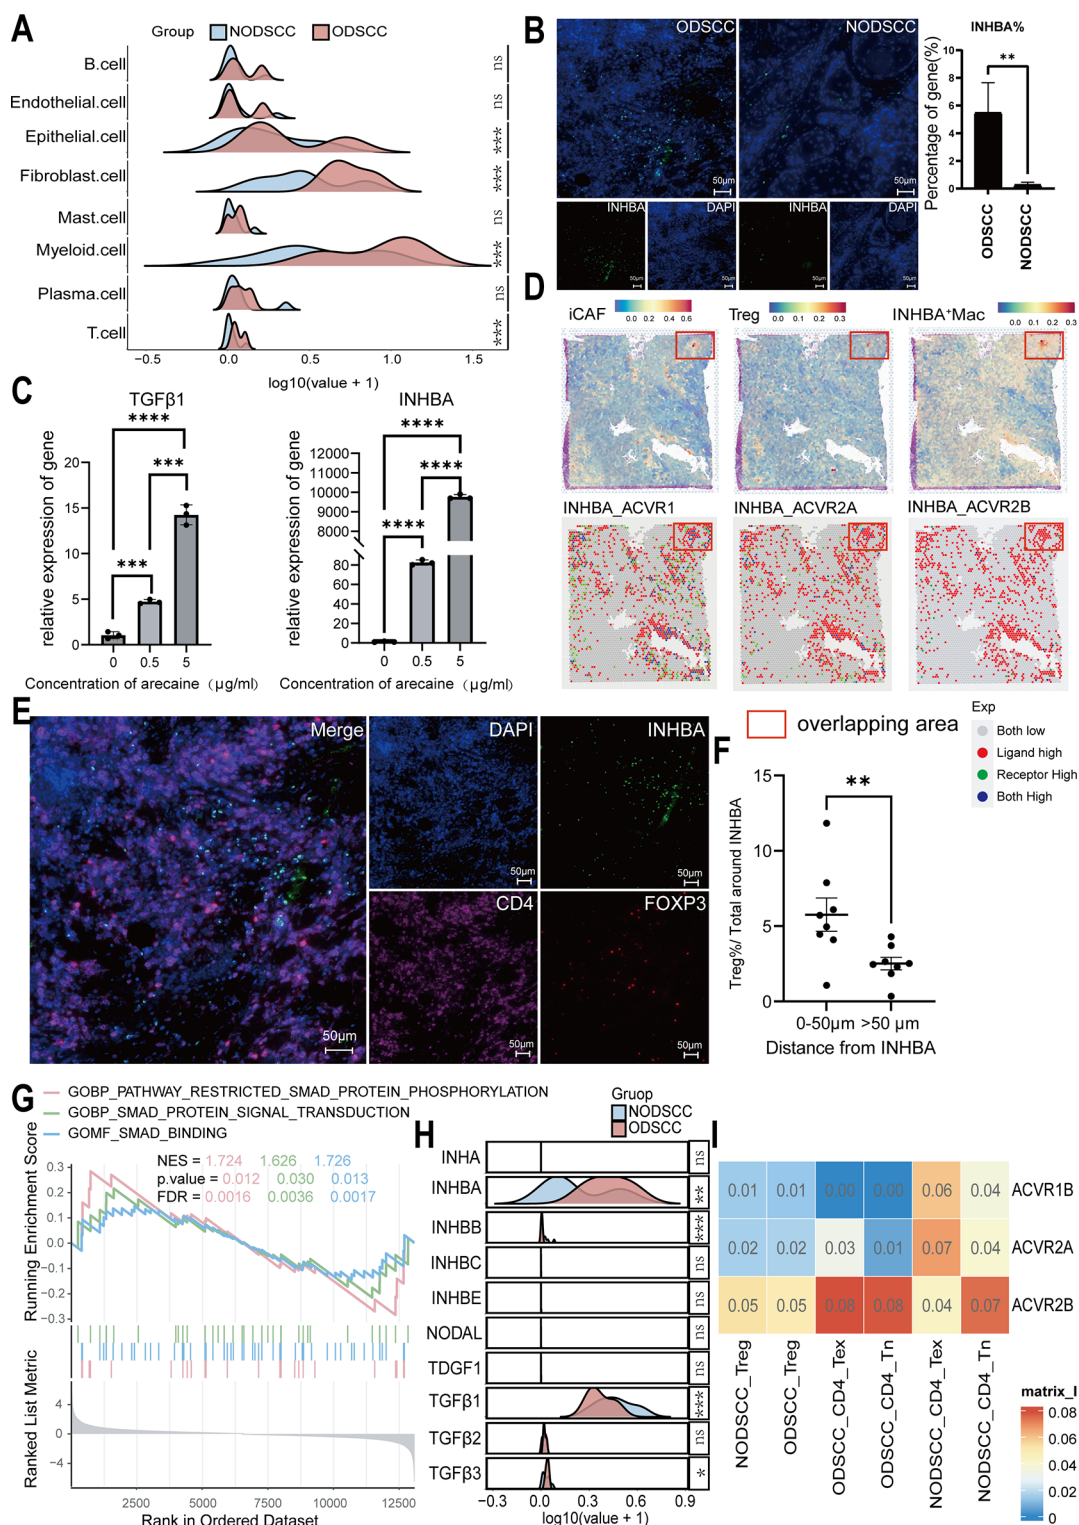 A
Group NODSCC ODSCC
B.cell ns
Endothelial.cell ns
Epithelial.cell ***
Fibroblast.cell ***
Mast.cell ns
Myeloid.cell ***
Plasma.cell ns
T.cell ***
−0.5 0.0 0.5 1.0 1.5
log10(value + 1)
B
ODSCC
50μm
NODSCC
50μm
INHBA
50μm
DAPI
50μm
INHBA
50μm
DAPI
50μm
INHBA%
**
Percentage of gene(%)
10
8
6
4
2
0
ODSCC
NODSCC
C
TGFβ1
****
***
***
relative expression of gene
20
15
10
5
0
0 0.5 5
Concentration of arecaine（μg/ml）
INHBA
****
****
****
relative expression of gene
12000
11000
10000
9000
8000
80
60
40
20
0
0 0.5 5
Concentration of arecaine（μg/ml）
D
iCAF
0.0 0.2 0.4 0.6
Treg
0.0 0.1 0.2
INHBA+Mac
0.0 0.1 0.2 0.3
INHBA_ACVR1
INHBA_ACVR2A
INHBA_ACVR2B
overlapping area
Exp
Both low
Ligand high
Receptor High
Both High
E
Merge
50μm
DAPI
50μm
INHBA
50μm
CD4
50μm
FOXP3
50μm
F
**
Treg%/ Total around INHBA
15
10
5
0
0-50μm >50 μm
Distance from INHBA
G
GOBP_PATHWAY_RESTRICTED_SMAD_PROTEIN_PHOSPHORYLATION
GOBP_SMAD_PROTEIN_SIGNAL_TRANSDUCTION
GOMF_SMAD_BINDING
NES = 1.724 1.626 1.726
p.value = 0.012 0.030 0.013
FDR = 0.0016 0.0036 0.0017
Running Enrichment Score
0.3
0.2
0.1
0.0
−0.1
−0.2
−0.3
Ranked List Metric
4
0
−4
2500 5000 7500 10000 12500
Rank in Ordered Dataset
H
Gruop
NODSCC
ODSCC
INHA ns
INHBA **
INHBB ***
INHBC ns
INHBE ns
NODAL ns
TDGF1 ns
TGFβ1 ***
TGFβ2 ns
TGFβ3 *
−0.3 0.0 0.3 0.6 0.9
log10(value + 1)
I
0.01 0.01 0.00 0.00 0.06 0.04 ACVR1B
0.02 0.02 0.03 0.01 0.07 0.04 ACVR2A
0.05 0.05 0.08 0.08 0.04 0.07 ACVR2B
NODSCC_Treg
ODSCC_Treg
ODSCC_CD4_Tex
ODSCC_CD4_Tn
NODSCC_CD4_Tex
NODSCC_CD4_Tn
matrix_l
0.08
0.06
0.04
0.02
0